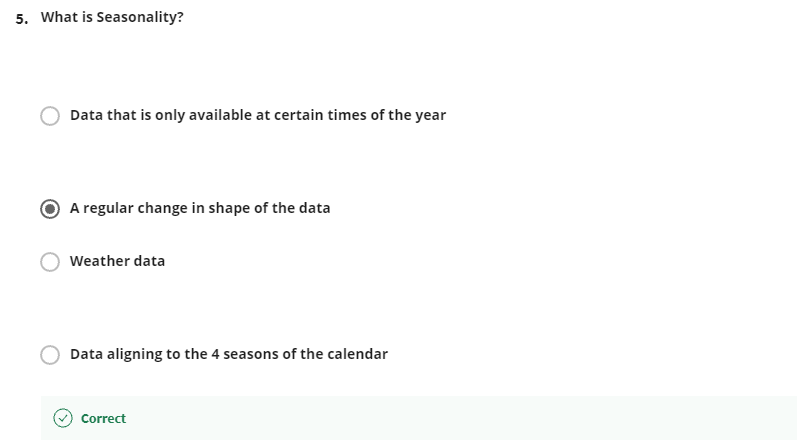 5. What is Seasonality?
Data that is only available at certain times of the year
A regular change in shape of the data
Weather data
Data aligning to the 4 seasons of the calendar
Correct